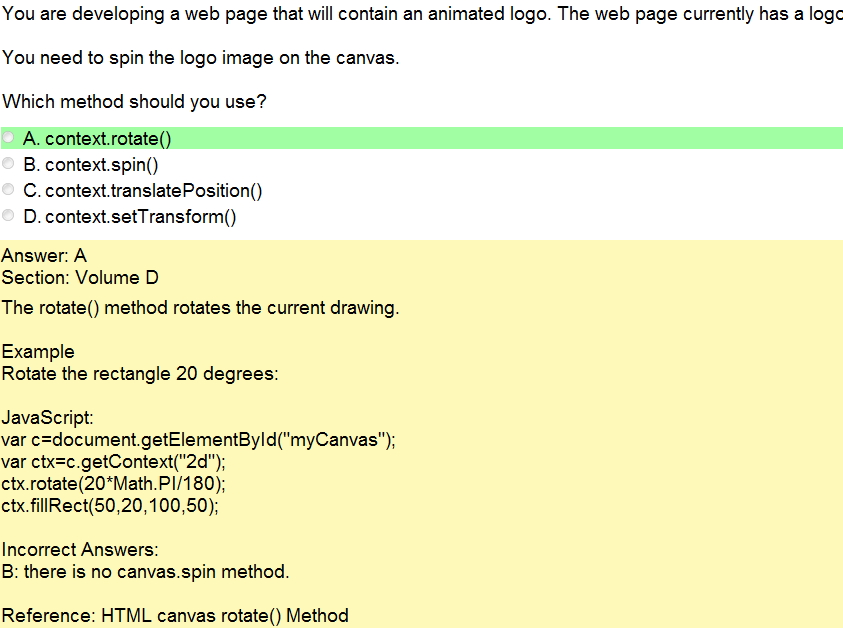 You are developing a web page that will contain an animated logo. The web page currently has a logo
You need to spin the logo image on the canvas.
Which method should you use?
A. context.rotate()
B. context.spin()
C. context.translatePosition()
D. context.setTransform()
Answer: A
Section: Volume D
The rotate() method rotates the current drawing.
Example
Rotate the rectangle 20 degrees:
JavaScript:
var c=document.getElementById("myCanvas");
var ctx=c.getContext("2d");
ctx.rotate(20*Math.PI/180);
ctx.fillRect(50,20,100,50);
Incorrect Answers:
B: there is no canvas.spin method.
Reference: HTML canvas rotate() Method